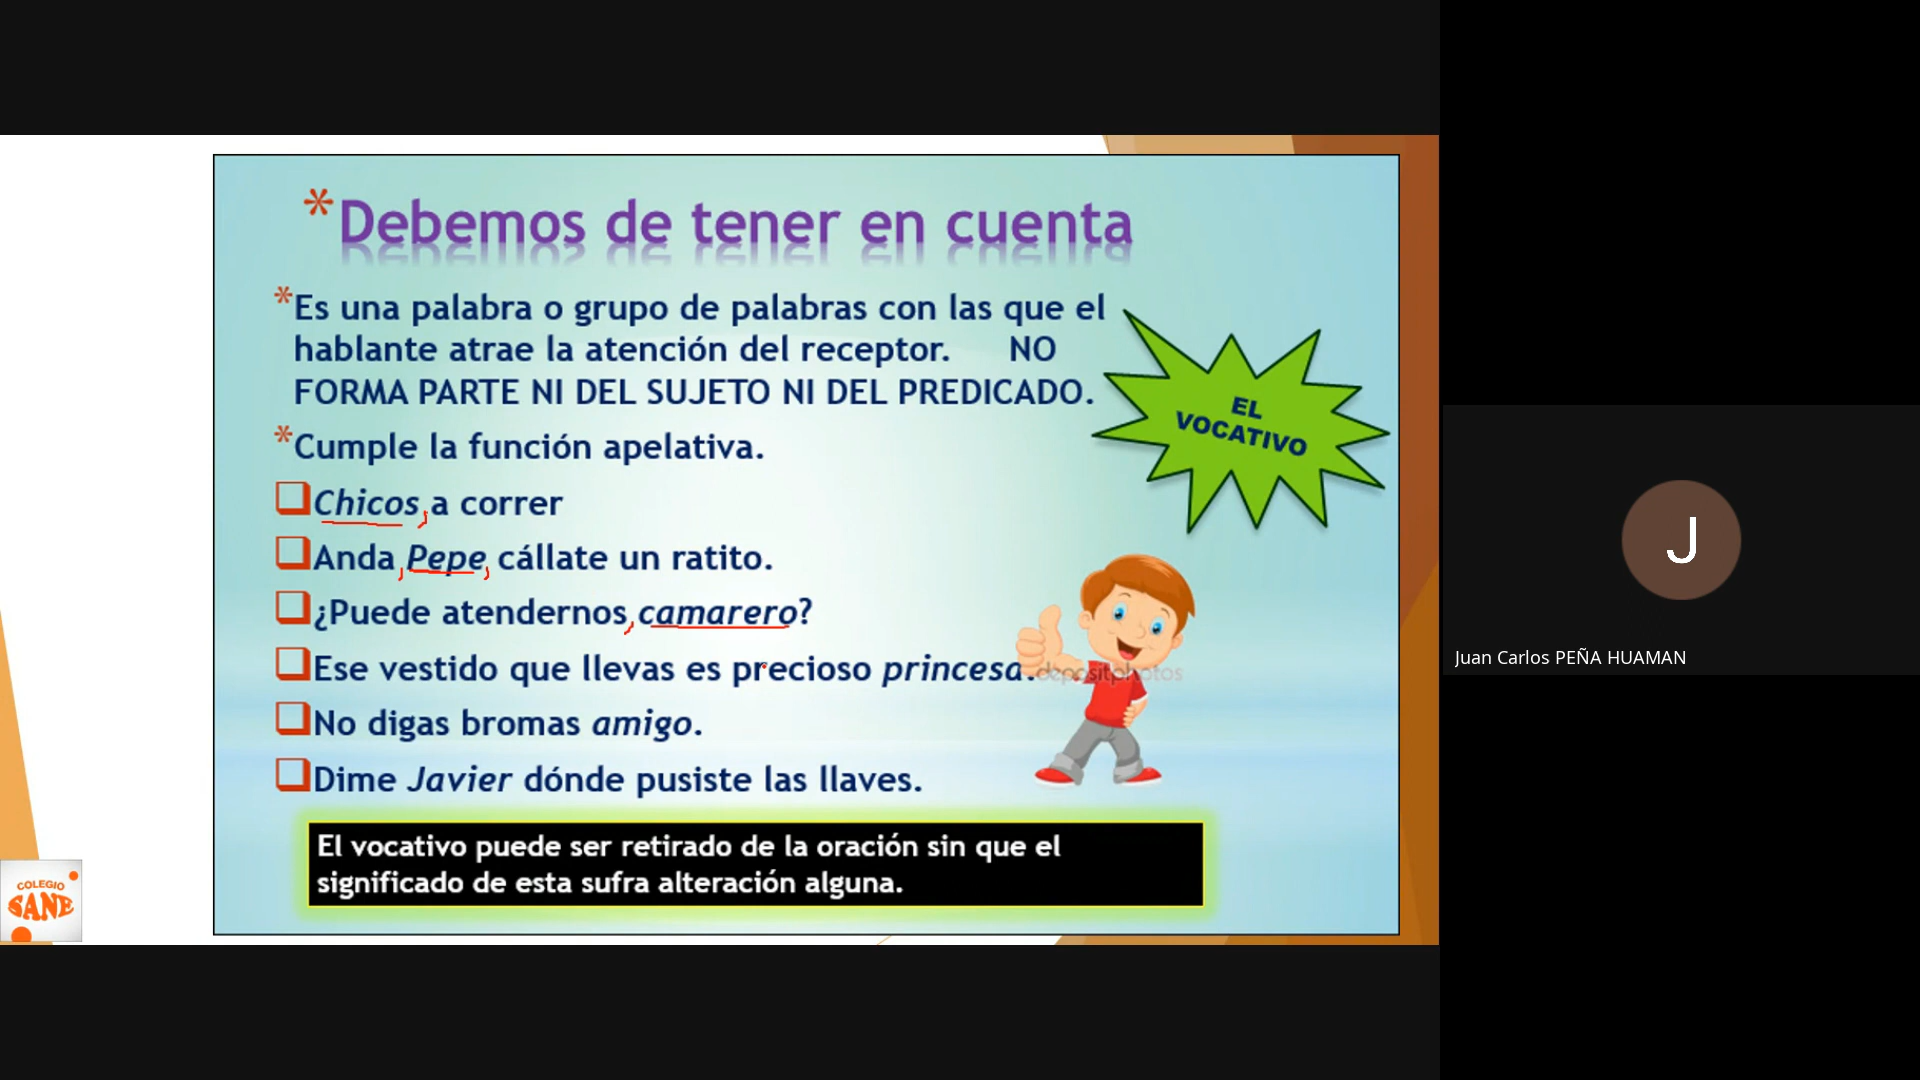 *Debemos de tener en cuenta
*Es una palabra o grupo de palabras con las que el
hablante atrae la atención del receptor. NO
FORMA PARTE NI DEL SUJETO NI DEL PREDICADO.
EL
VOCATIVO
*Cumple la función apelativa.
Chicos, a correr
Anda, Pepe, cállate un ratito.
¿Puede atendernos, camarero?
Ese vestido que llevas es precioso princesa.
depositphotos
No digas bromas amigo.
Dime Javier dónde pusiste las llaves.
El vocativo puede ser retirado de la oración sin que el
significado de esta sufra alteración alguna.
COLEGIO
SANE
J
Juan Carlos PEÑA HUAMAN